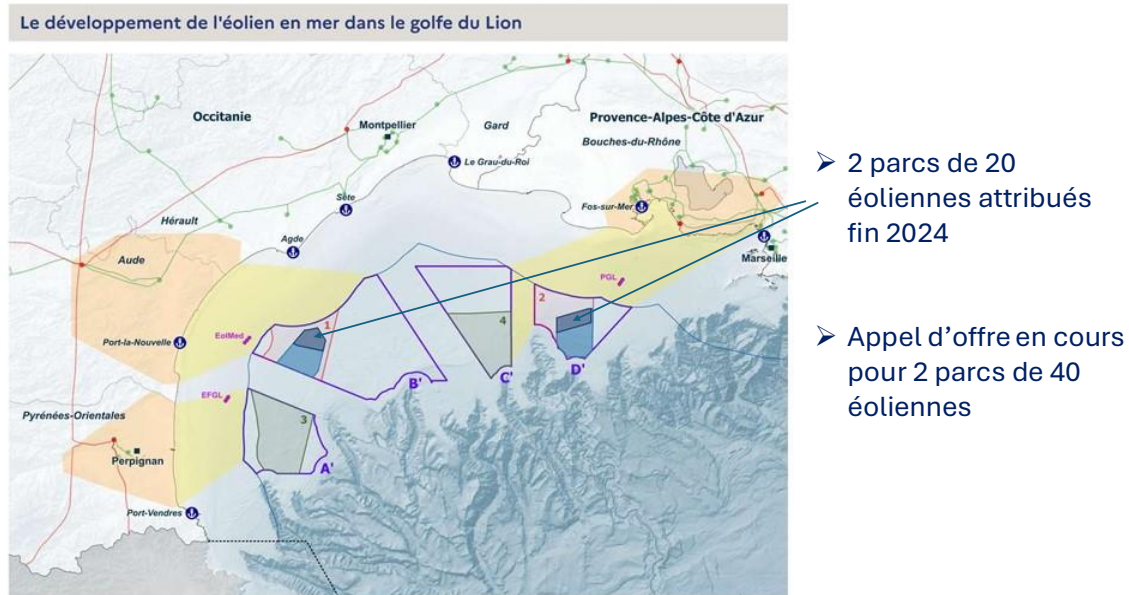 Le développement de l'éolien en mer dans le golfe du Lion
Occitanie
Montpellier
Gard
Provence-Alpes-Côte d'Azur
Bouches-du-Rhône
Le Grau-du-Roi
Sète
Fos-sur-Mer
Hérault
Agde
Marseille
Aude
PGL
1
2
EolMed
4
Port-la-Nouvelle
B'
C'
D'
EFGL
Pyrénées-Orientales
3
Perpignan
A'
Port-Vendres
➢ 2 parcs de 20
éoliennes attribués
fin 2024
➢ Appel d’offre en cours
pour 2 parcs de 40
éoliennes